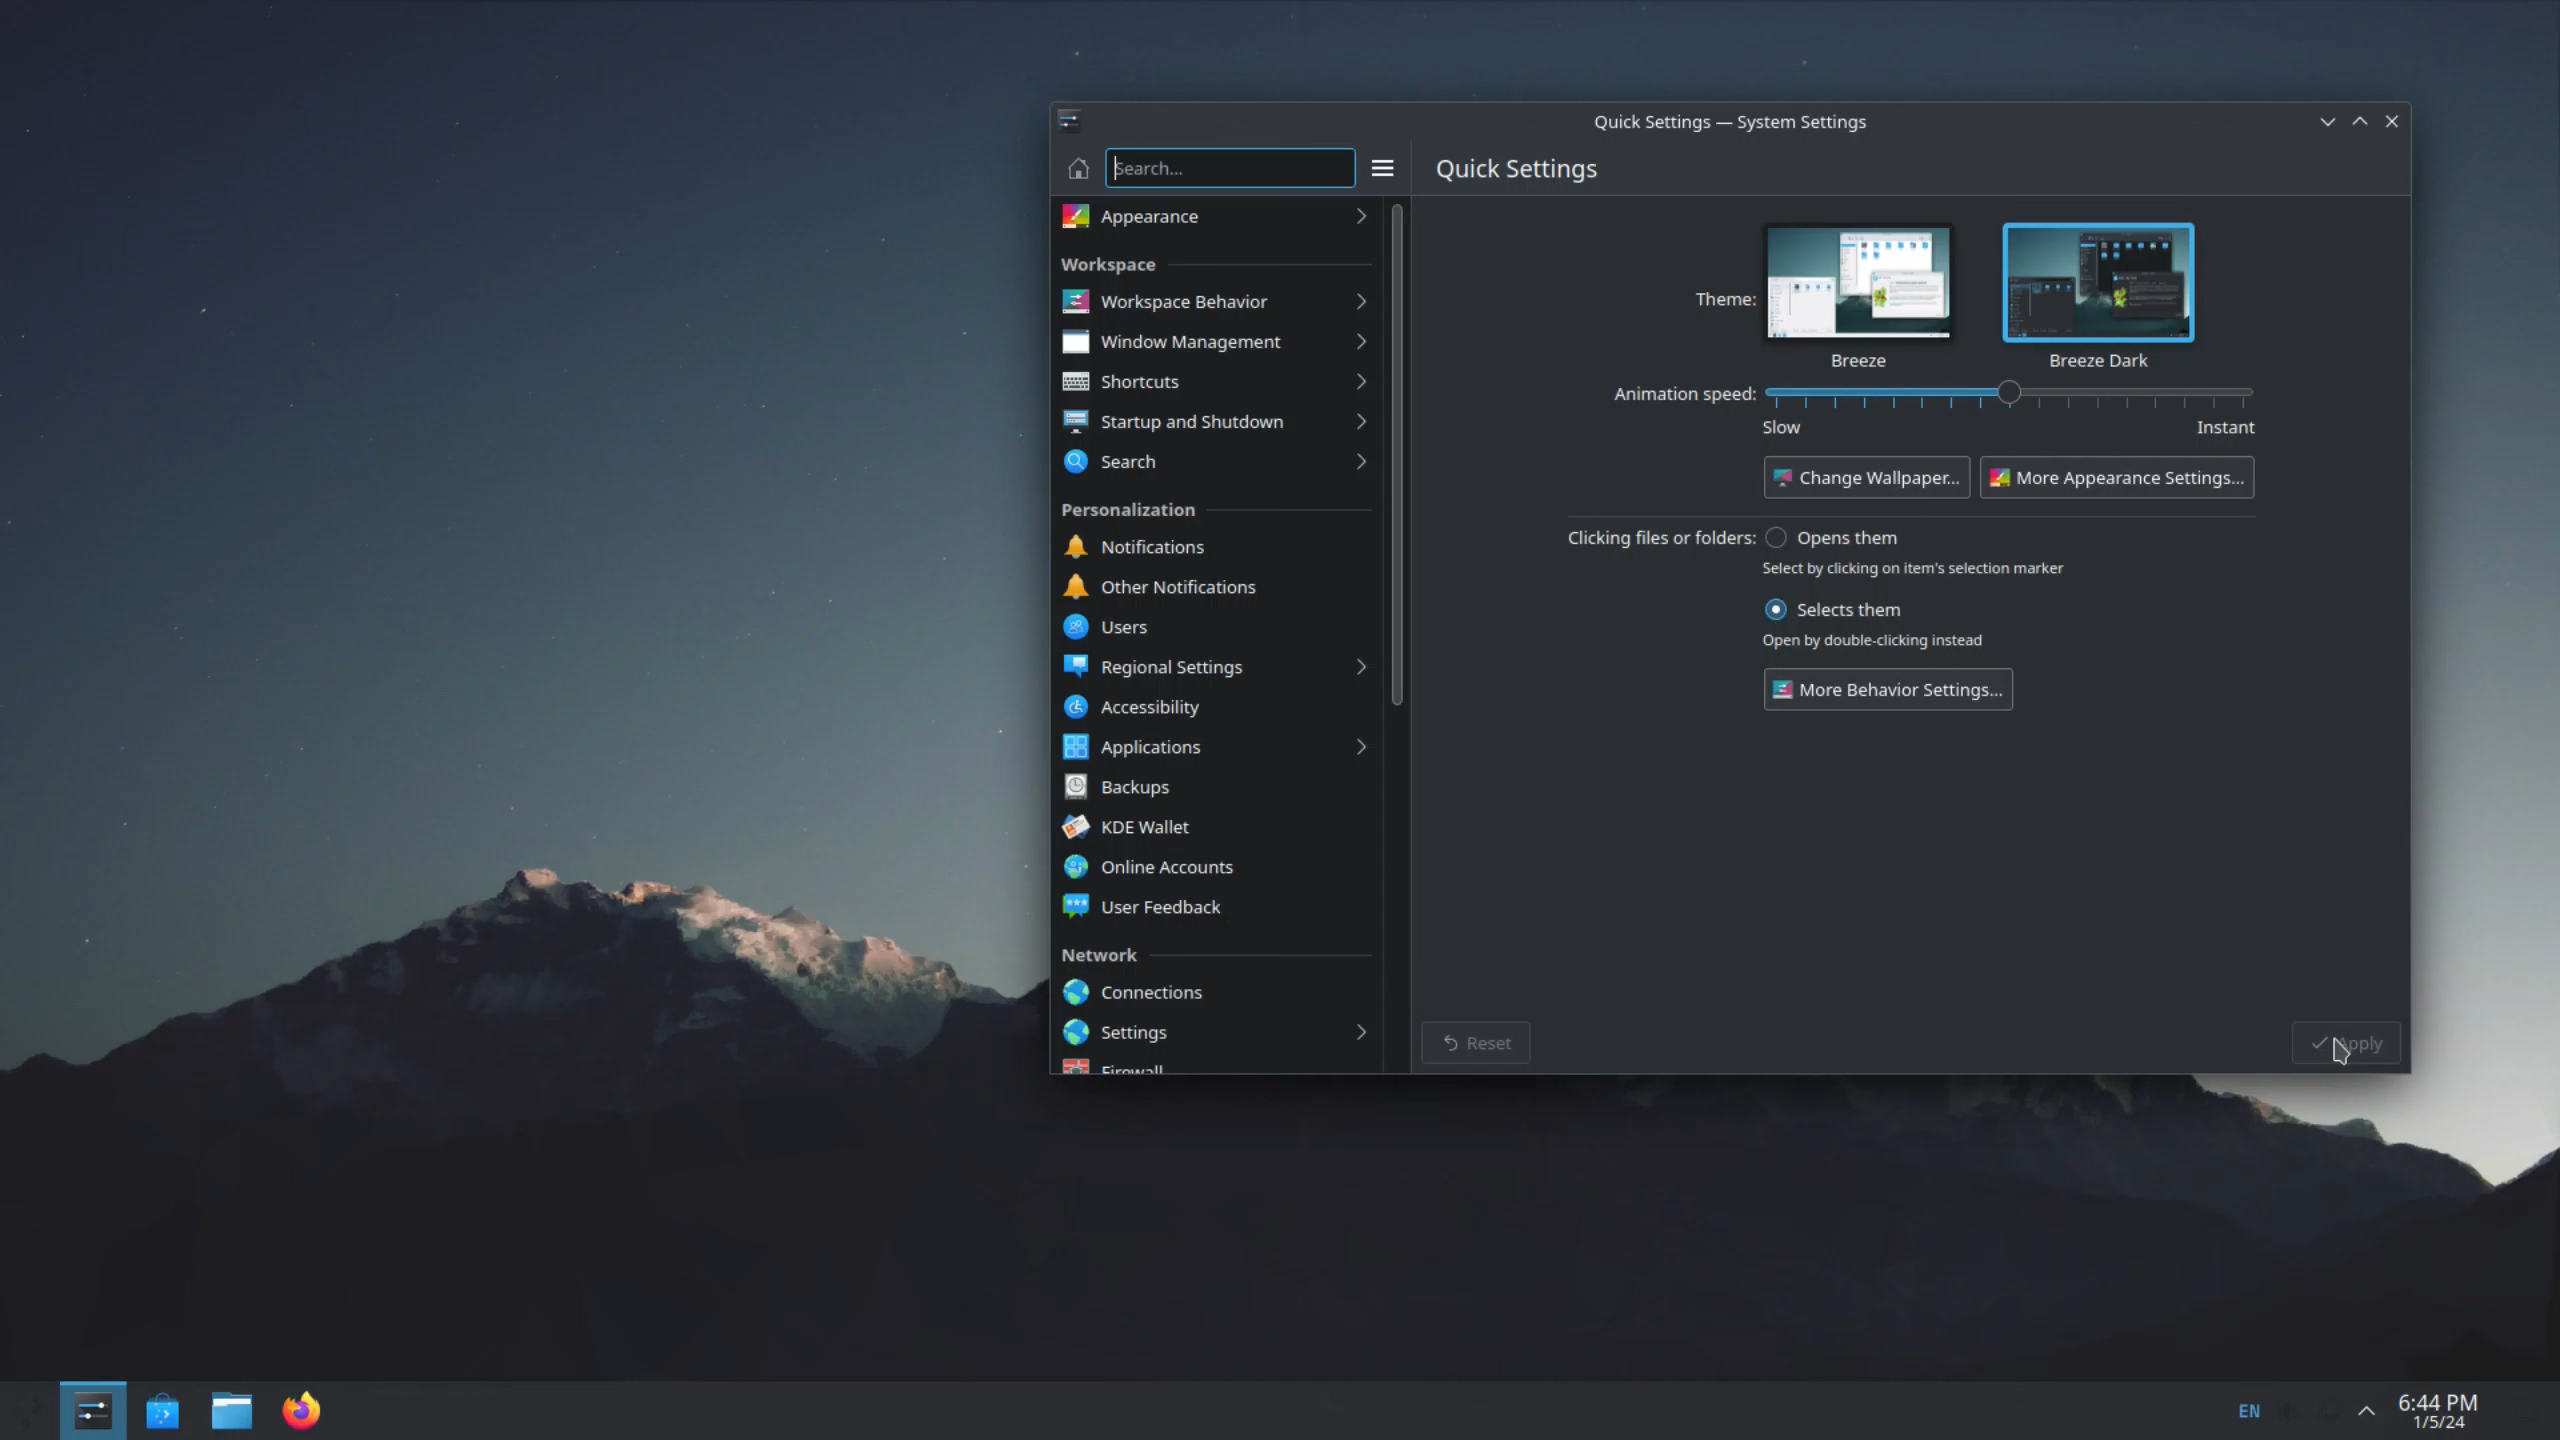 Quick Settings — System Settings
Search...
Quick Settings
Appearance
Workspace
Workspace Behavior
Window Management
Shortcuts
Startup and Shutdown
Search
Personalization
Notifications
Other Notifications
Users
Regional Settings
Accessibility
Applications
Backups
KDE Wallet
Online Accounts
User Feedback
Network
Connections
Settings
Firewall
Theme:
Breeze
Breeze Dark
Animation speed:
Slow
Instant
Change Wallpaper...
More Appearance Settings...
Clicking files or folders:
Opens them
Select by clicking on item's selection marker
Selects them
Open by double-clicking instead
More Behavior Settings...
Reset
Apply
EN
6:44 PM
1/5/24